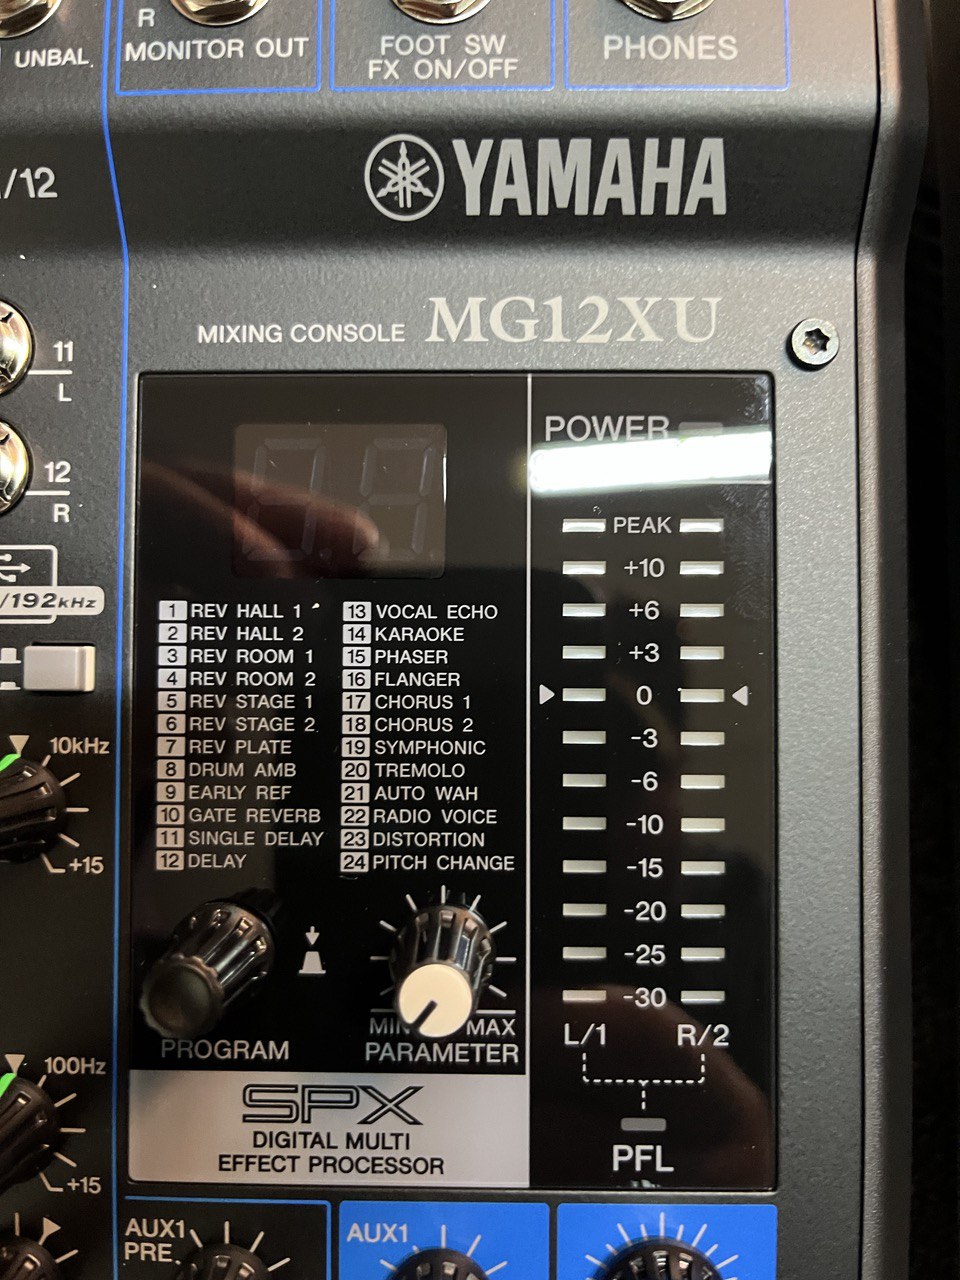 UNBAL.
R
MONITOR OUT
FOOT SW
FX ON/OFF
PHONES
/12
YAMAHA
MIXING CONSOLE MG12XU
11
L
12
R
/192kHz
10kHz
+15
100Hz
+15
1 REV HALL 1
2 REV HALL 2
3 REV ROOM 1
4 REV ROOM 2
5 REV STAGE 1
6 REV STAGE 2
7 REV PLATE
8 DRUM AMB
9 EARLY REF
10 GATE REVERB
11 SINGLE DELAY
12 DELAY
13 VOCAL ECHO
14 KARAOKE
15 PHASER
16 FLANGER
17 CHORUS 1
18 CHORUS 2
19 SYMPHONIC
20 TREMOLO
21 AUTO WAH
22 RADIO VOICE
23 DISTORTION
24 PITCH CHANGE
PROGRAM
MIN MAX
PARAMETER
SPX
DIGITAL MULTI
EFFECT PROCESSOR
POWER
PEAK
+10
+6
+3
0
-3
-6
-10
-15
-20
-25
-30
L/1 R/2
PFL
AUX1
PRE
AUX1